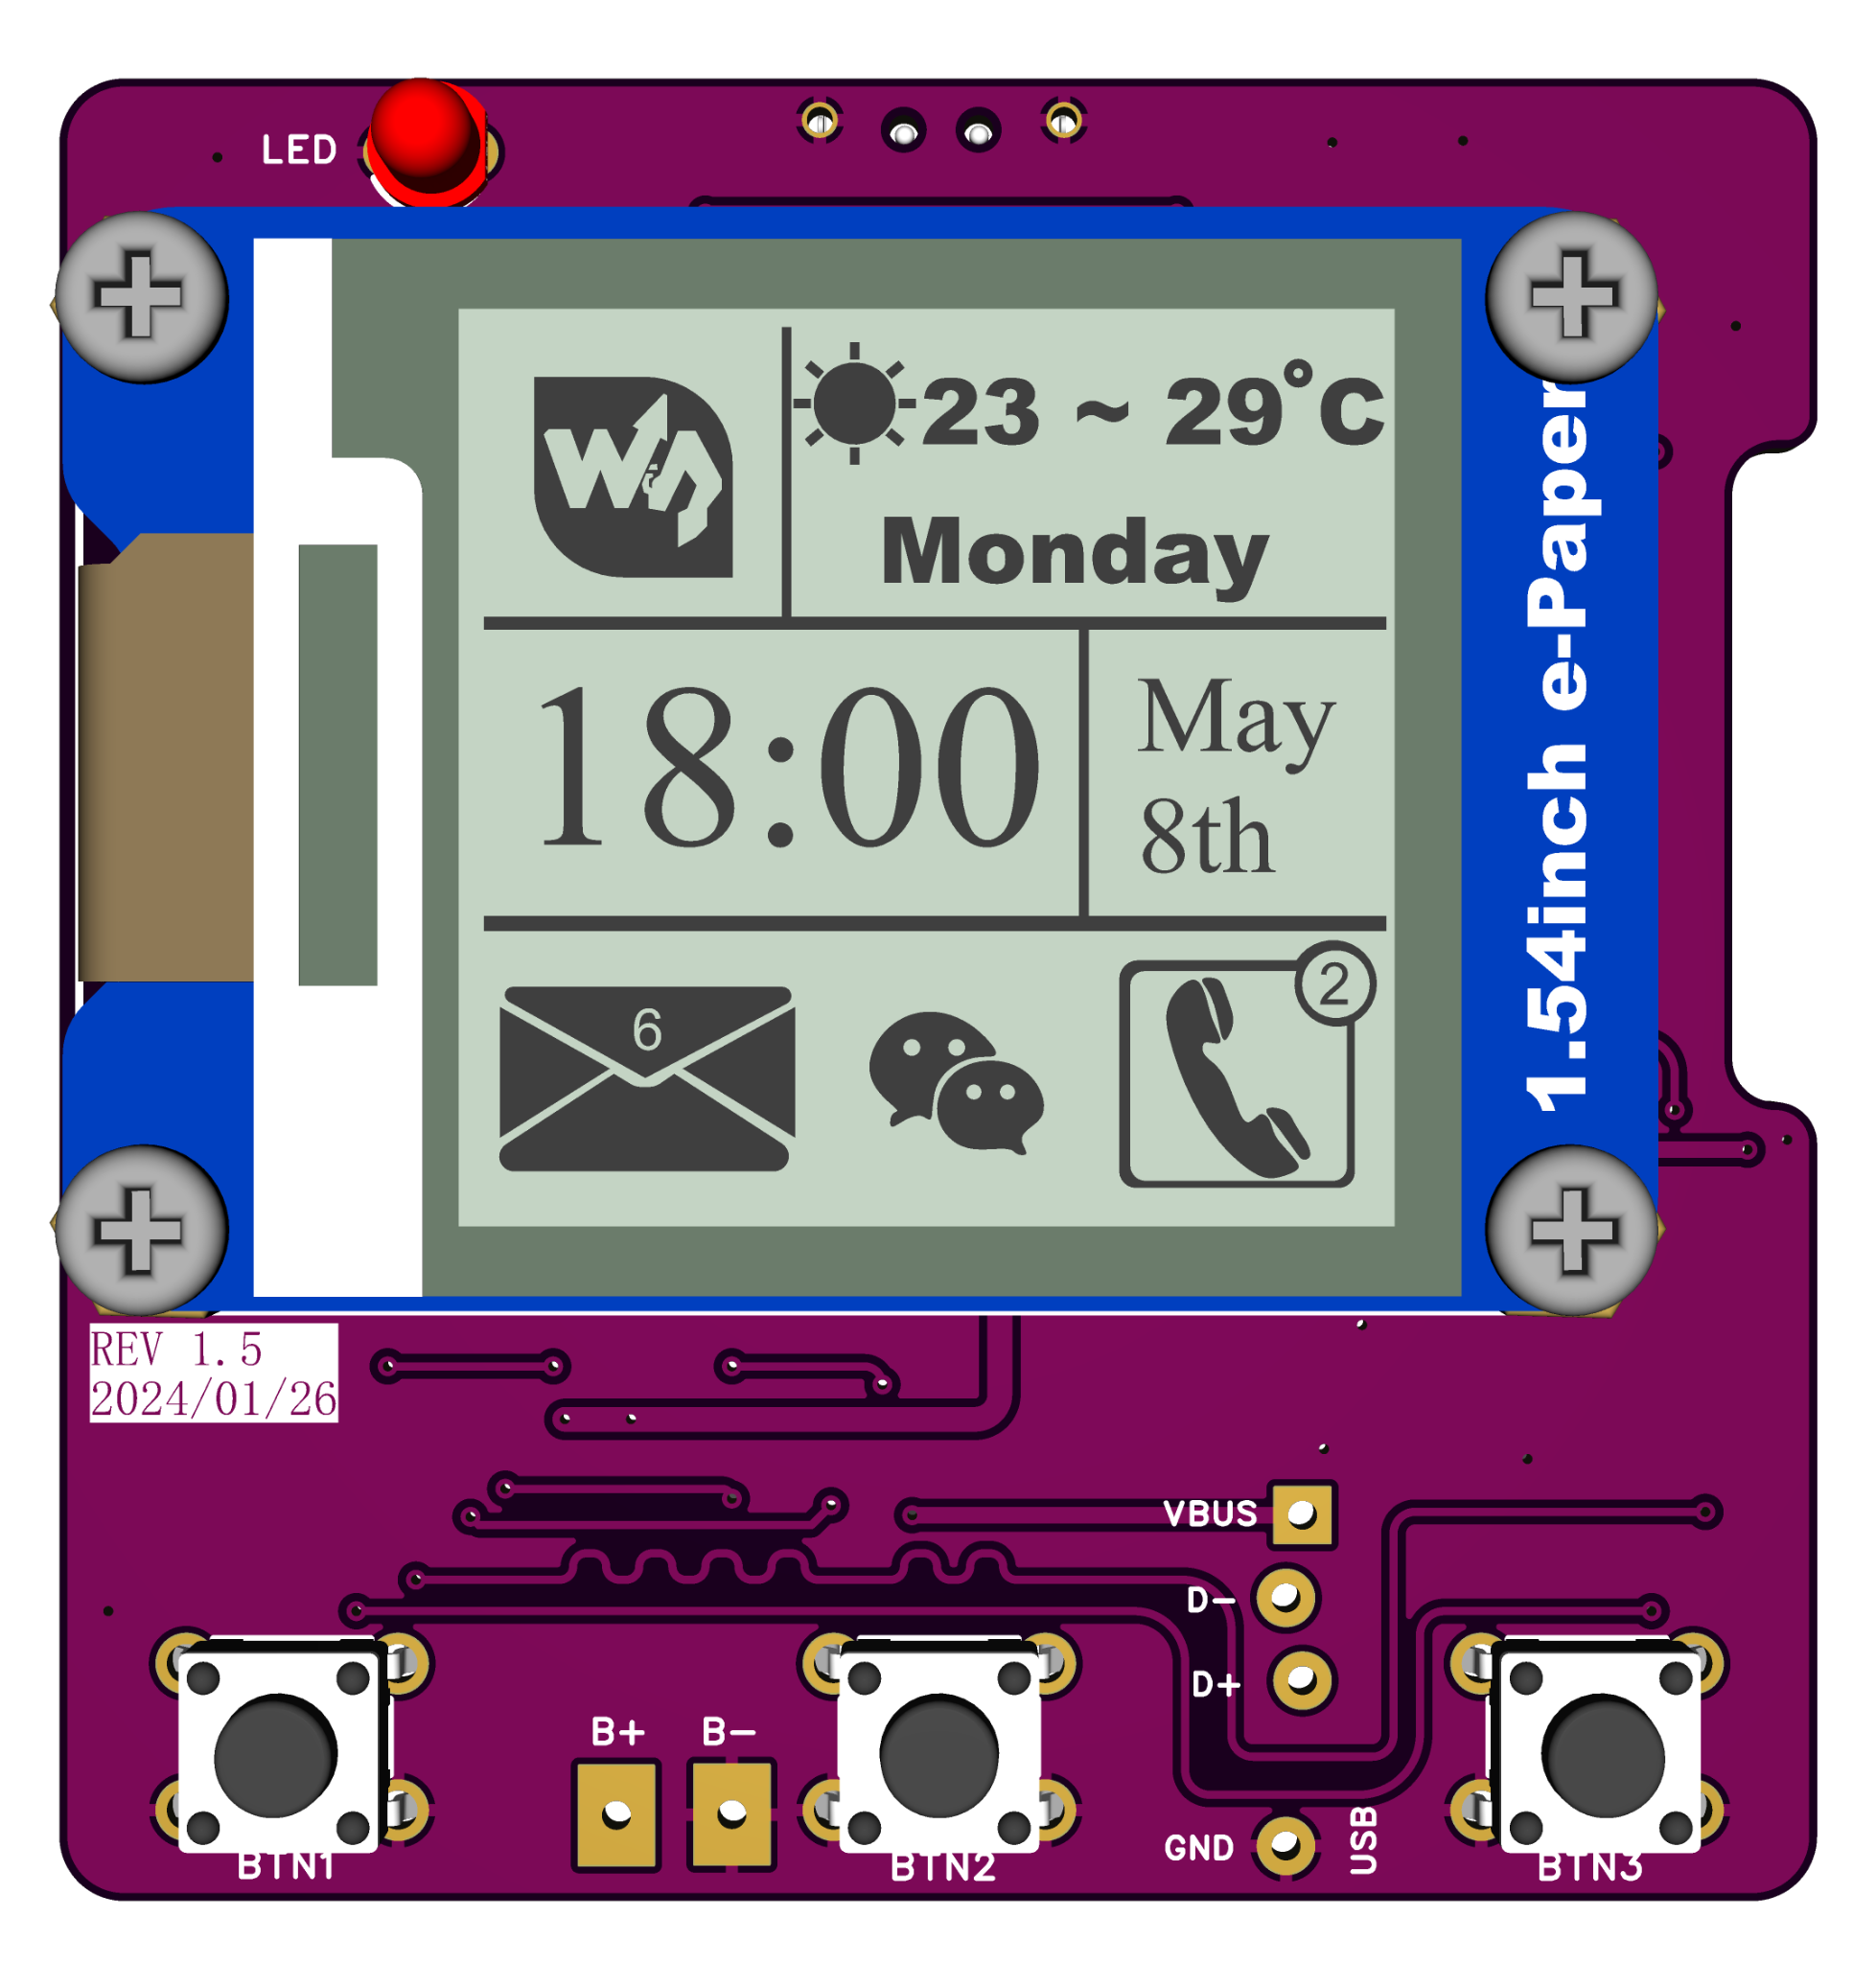 LED
23 ~ 29°C
Monday
18:00
May
8th
6
2
1.54inch e-Paper
REV 1.5
2024/01/26
VBUS
D-
D+
B+
B-
GND
USB
BTN1
BTN2
BTN3